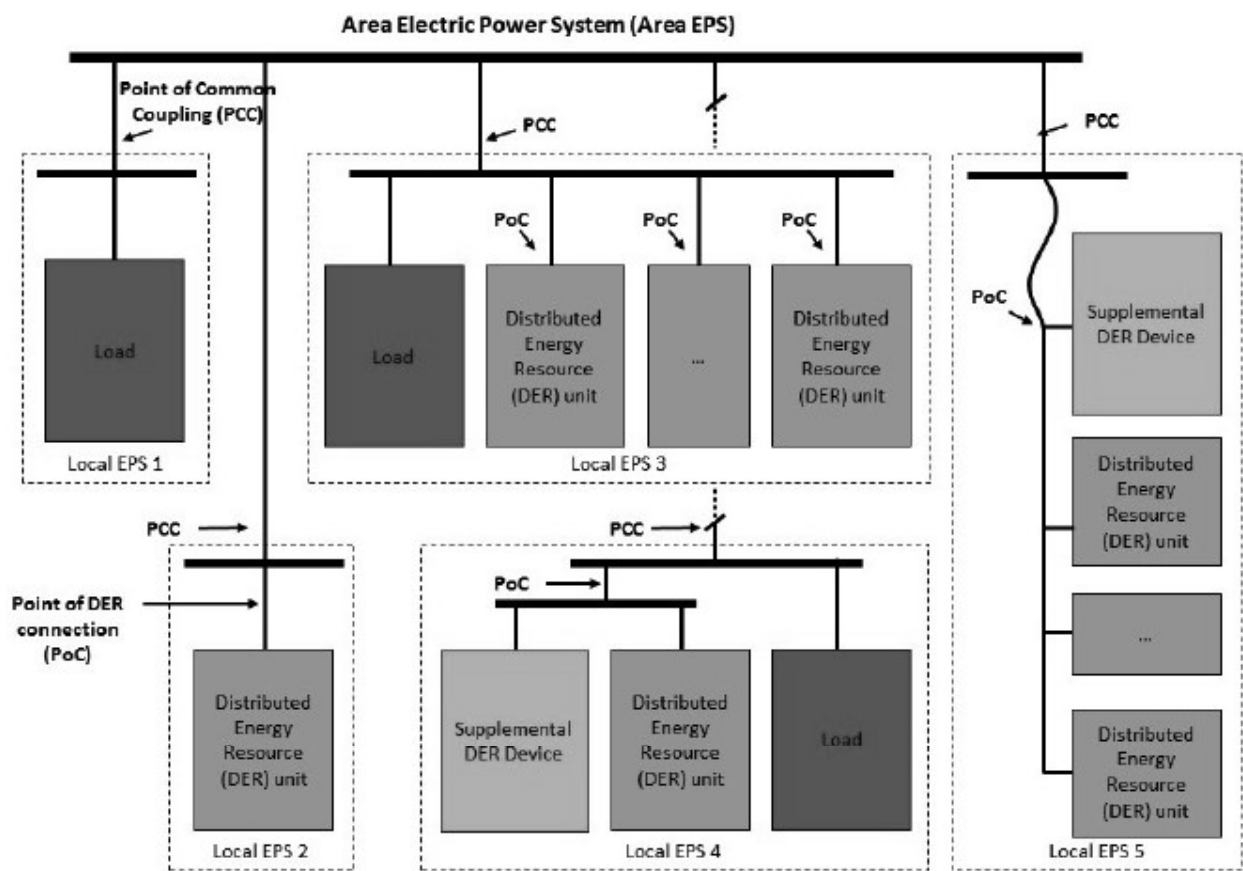 Area Electric Power System (Area EPS)
Point of Common
Coupling (PCC)
PCC
PCC
PoC
PoC
PoC
Load
Load
Distributed
Energy
Resource
(DER) unit
...
Distributed
Energy
Resource
(DER) unit
PoC
Supplemental
DER Device
Local EPS 1
Local EPS 3
Distributed
Energy
Resource
(DER) unit
PCC
PCC
PoC
Point of DER
connection
(PoC)
...
Distributed
Energy
Resource
(DER) unit
Supplemental
DER Device
Distributed
Energy
Resource
(DER) unit
Load
Distributed
Energy
Resource
(DER) unit
Local EPS 2
Local EPS 4
Local EPS 5